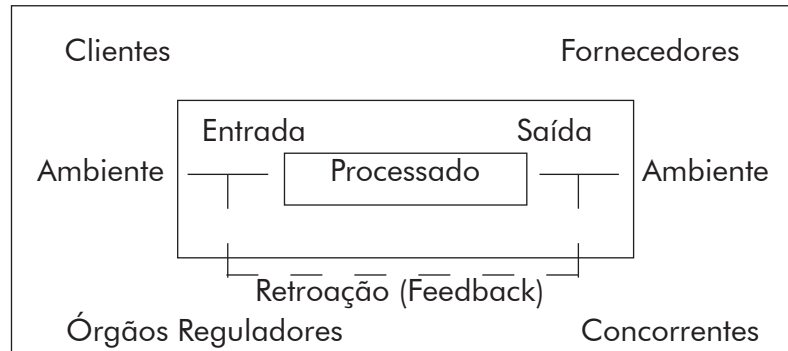 Clientes Fornecedores
Entrada Saída
Ambiente Processado Ambiente
Retroação (Feedback)
Órgãos Reguladores Concorrentes